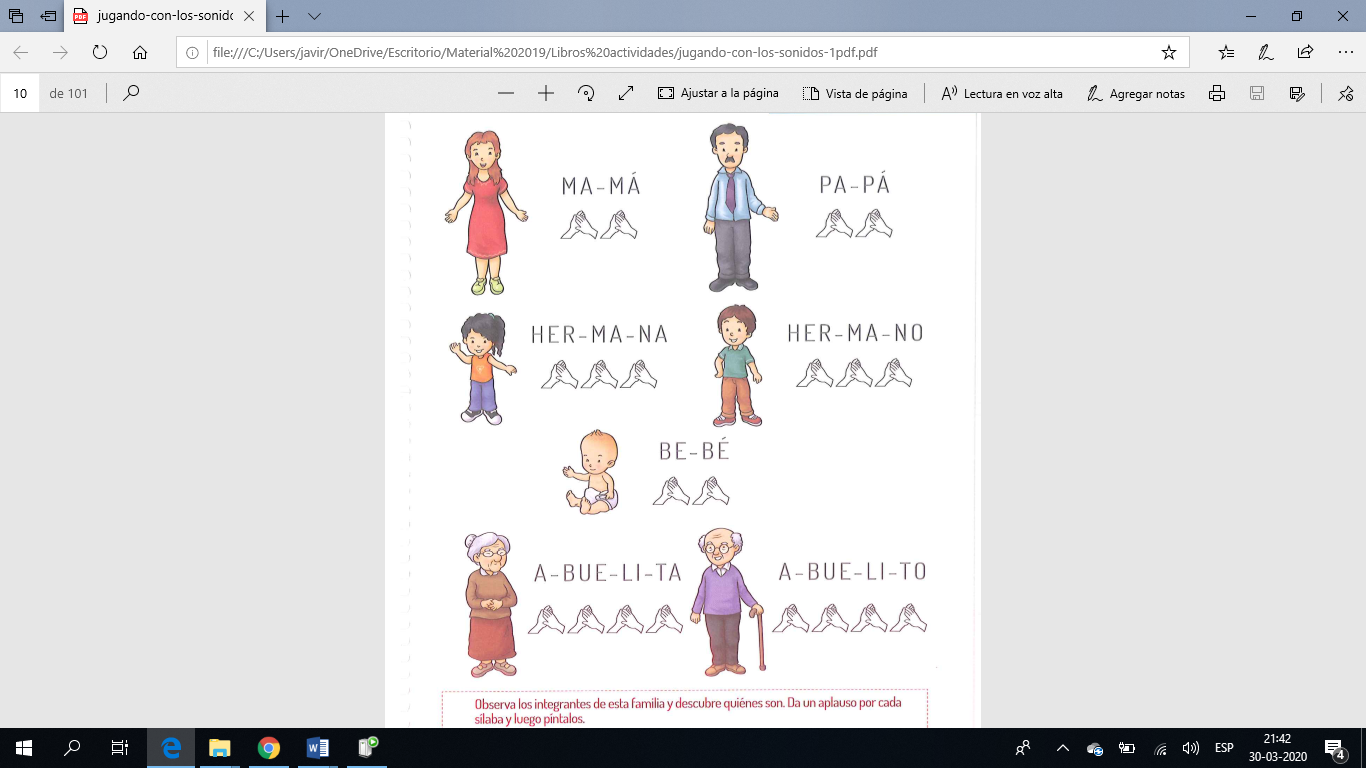 jugando-con-los-sonido
file:///C:/Users/javir/OneDrive/Escritorio/Material%202019/Libros%20actividades/jugando-con-los-sonidos-1pdf.pdf
10 de 101 Ajustar a la página Vista de página Lectura en voz alta Agregar notas
MA-MÁ PA-PÁ
HER-MA-NA HER-MA-NO
BE-BÉ
A-BUE-LI-TA A-BUE-LI-TO
Observa los integrantes de esta familia y descubre quiénes son. Da un aplauso por cada
sílaba y luego píntalos.
ESP 21:42
30-03-2020 4